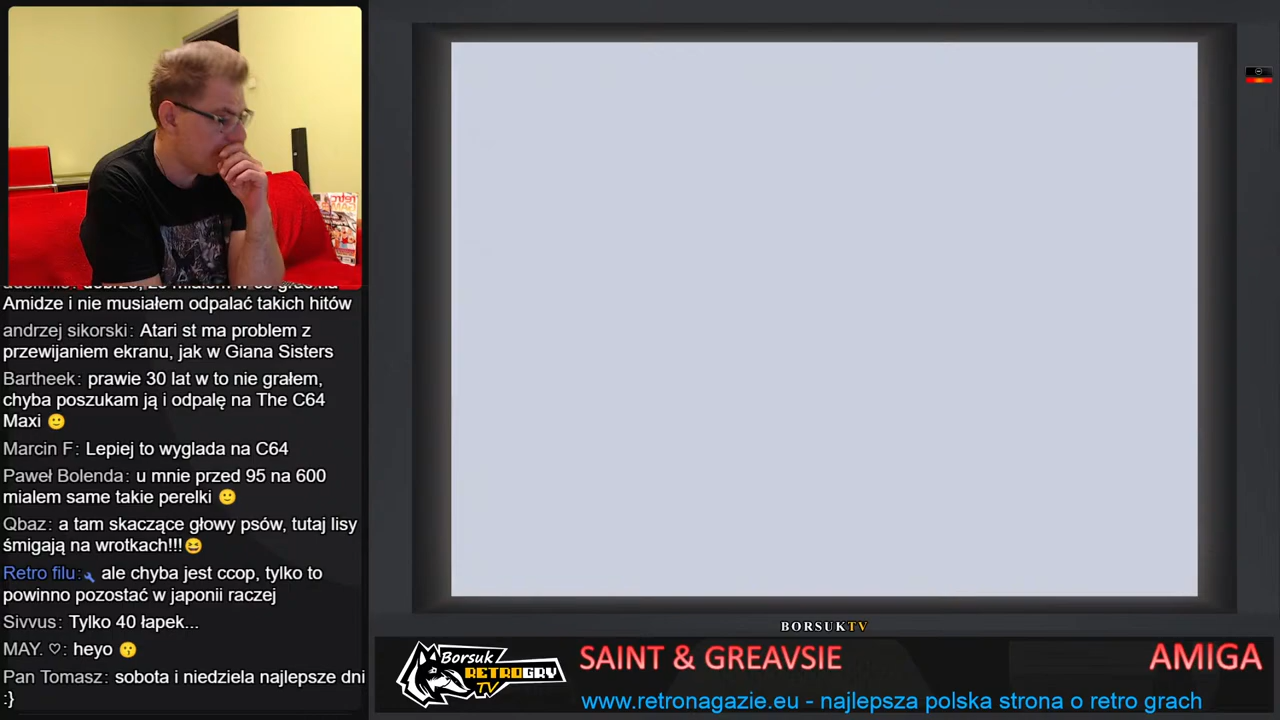 Amidze i nie musiałem odpalać takich hitów
andrzej sikorski: Atari st ma problem z
przewijaniem ekranu, jak w Giana Sisters
Bartheek: prawie 30 lat w to nie grałem,
chyba poszukam ją i odpalę na The C64
Maxi 🙂
Marcin F: Lepiej to wyglada na C64
Paweł Bolenda: u mnie przed 95 na 600
mialem same takie perelki 🙂
Qbaz: a tam skaczące głowy psów, tutaj lisy
śmigają na wrotkach!!!😆
Retro filu: ale chyba jest ccop, tylko to
powinno pozostać w japonii raczej
Sivvus: Tylko 40 łapek...
MAY. ♡: heyo 😗
Pan Tomasz: sobota i niedziela najlepsze dni
:}
BORSUKTV
Borsuk
RETROGRY
TV
SAINT & GREAVSIE
AMIGA
www.retronagazie.eu - najlepsza polska strona o retro grach